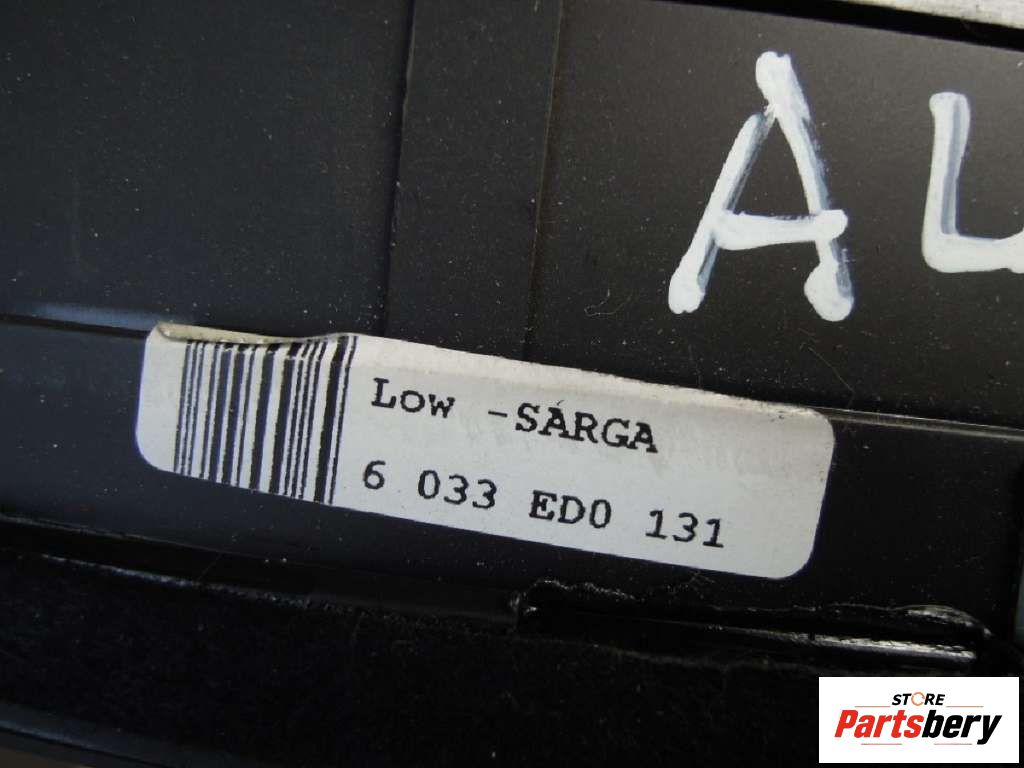 AU
Low -SARGA
6 033 ED0 131
STORE
Partsbery